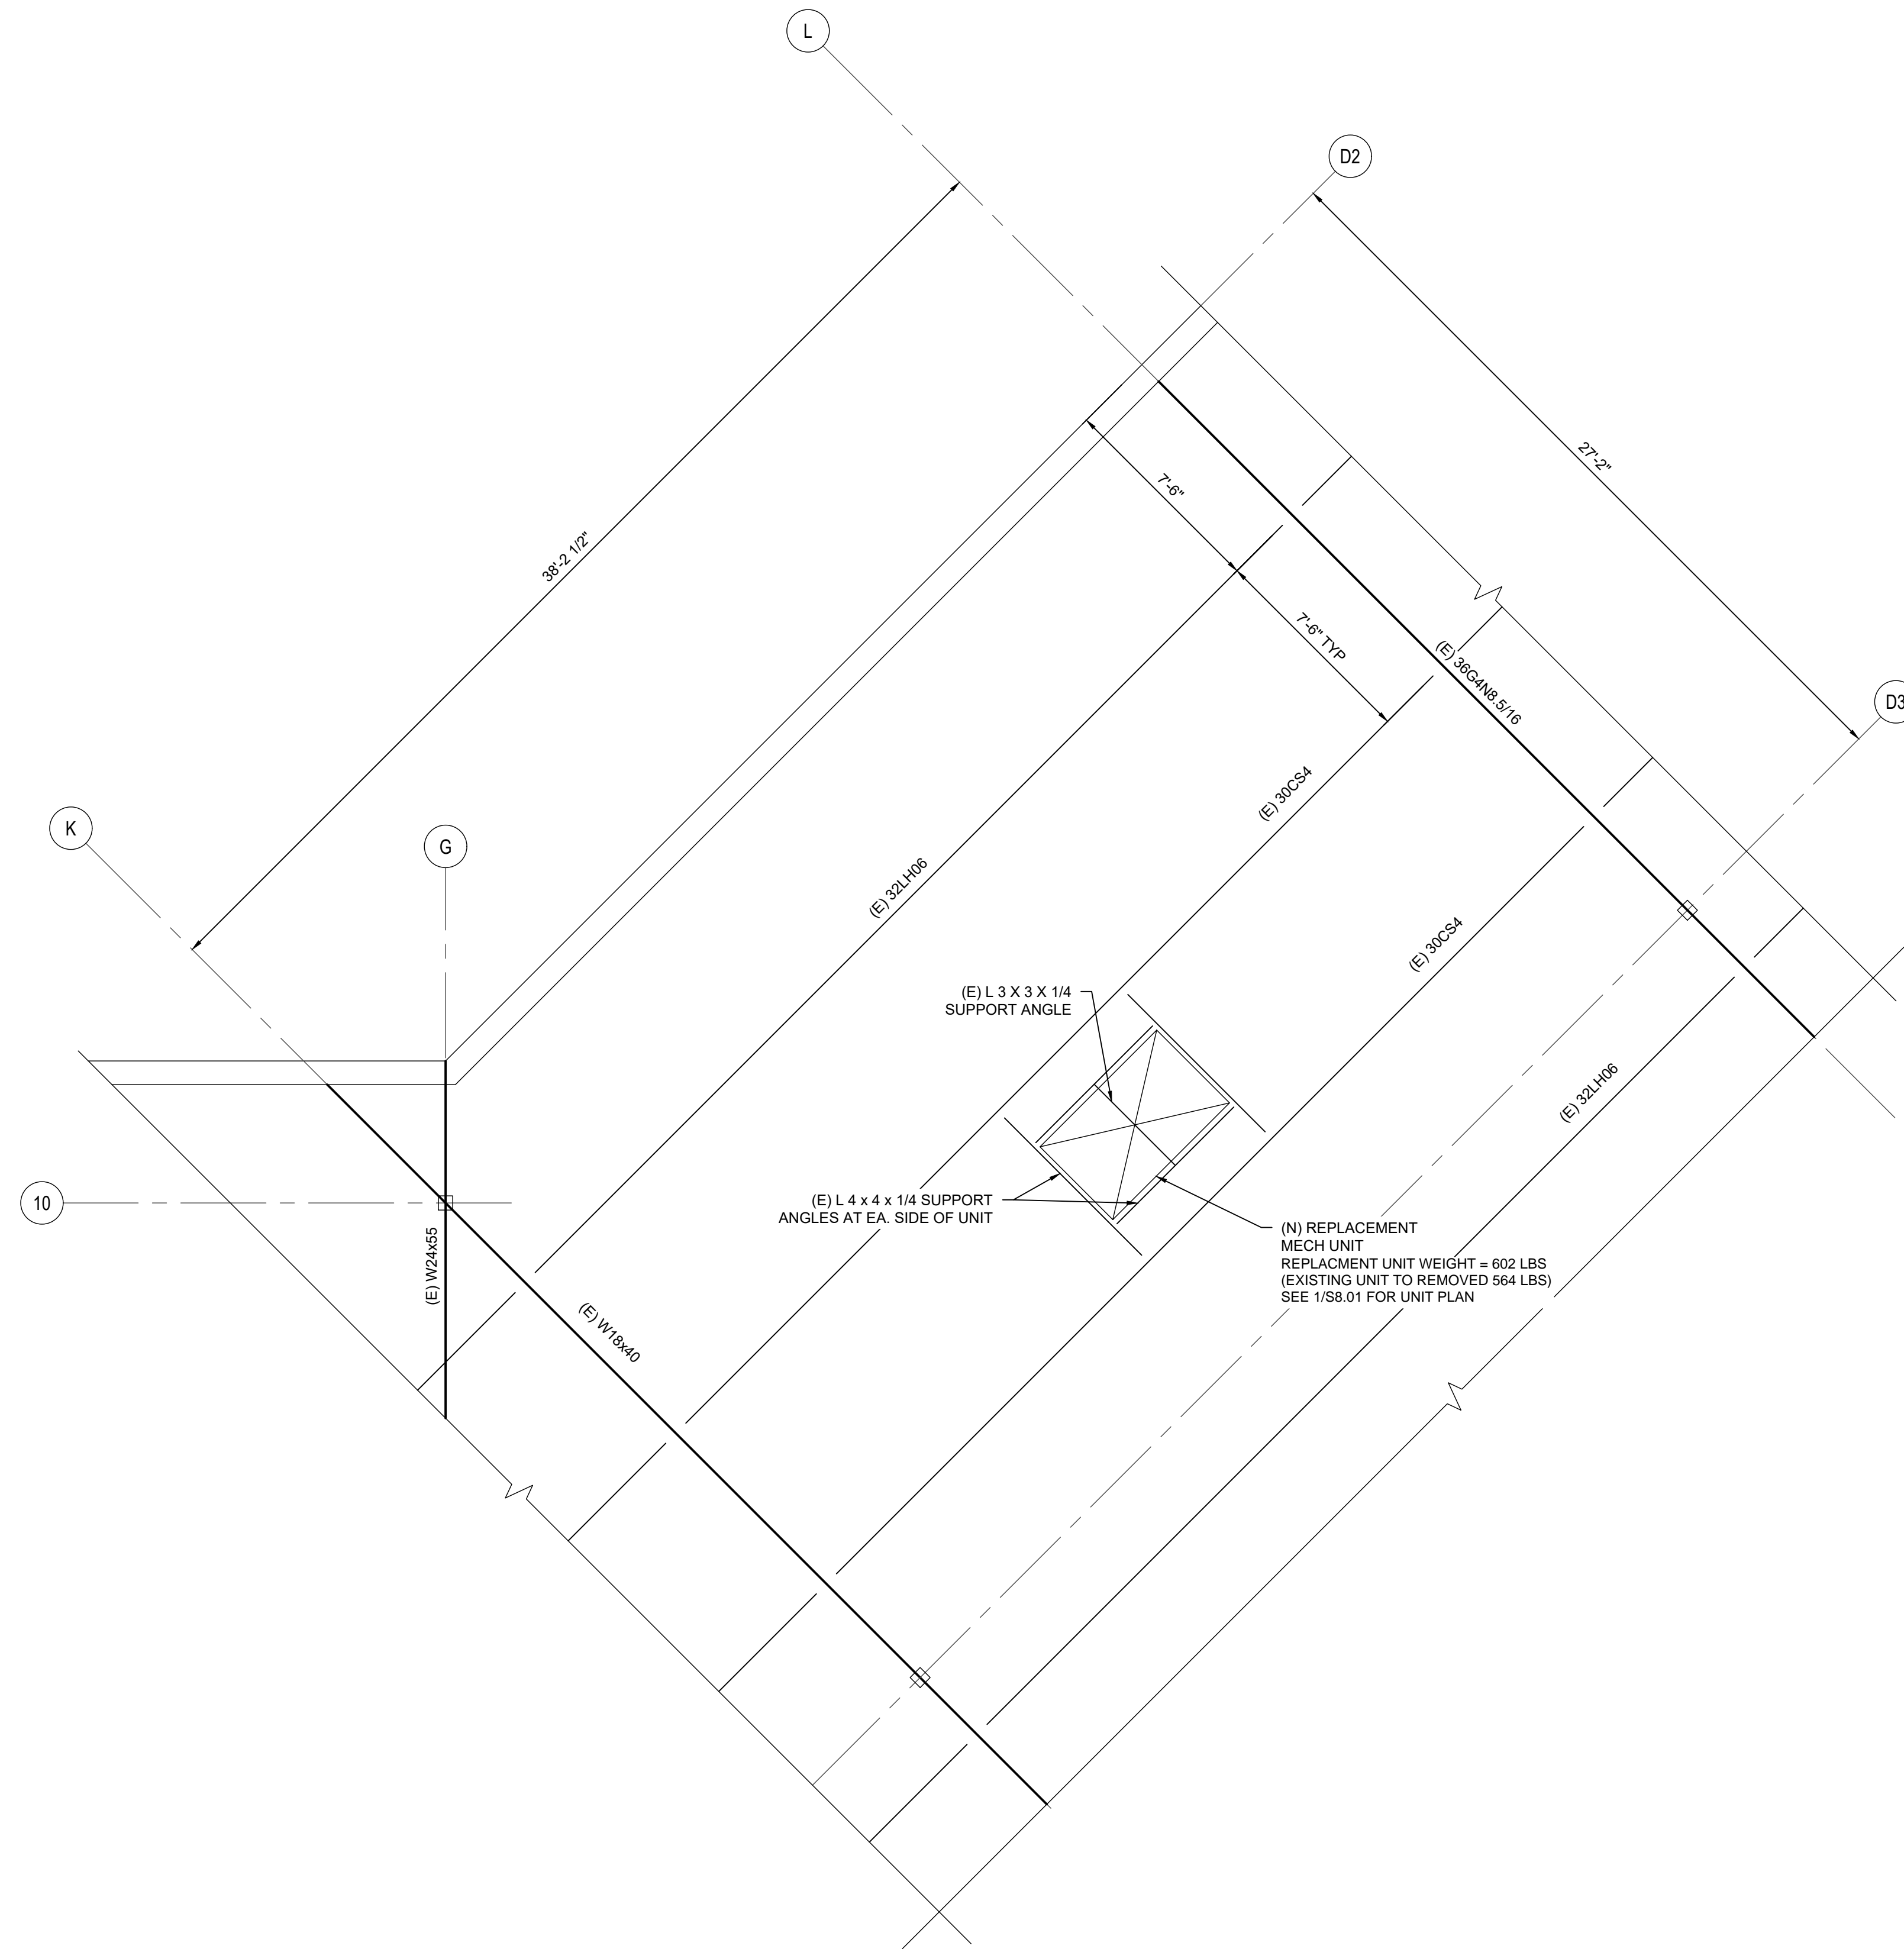 L
D2
38'-2 1/2"
27'-2"
7'-6"
7'-6" TYP
(E) 36G4N8.5/16
D3
(E) 30CS4
K
G
(E) 32LH06
(E) 30CS4
(E) L 3 X 3 X 1/4
SUPPORT ANGLE
(E) 32LH06
10
(E) L 4 x 4 x 1/4 SUPPORT
ANGLES AT EA. SIDE OF UNIT
(E) W24x55
(E) W18x40
(N) REPLACEMENT
MECH UNIT
REPLACMENT UNIT WEIGHT = 602 LBS
(EXISTING UNIT TO REMOVED 564 LBS)
SEE 1/S8.01 FOR UNIT PLAN